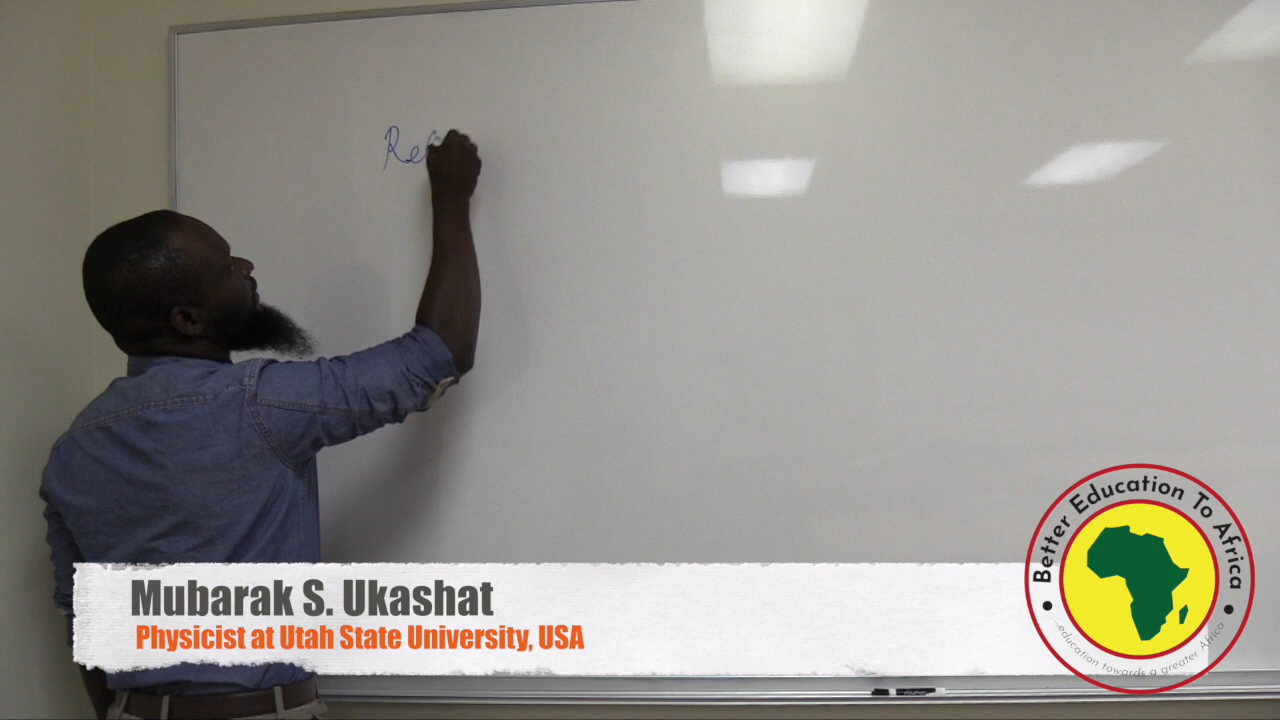 Mubarak S. Ukashat
Physicist at Utah State University, USA
Better Education To Africa
...education towards a greater Africa